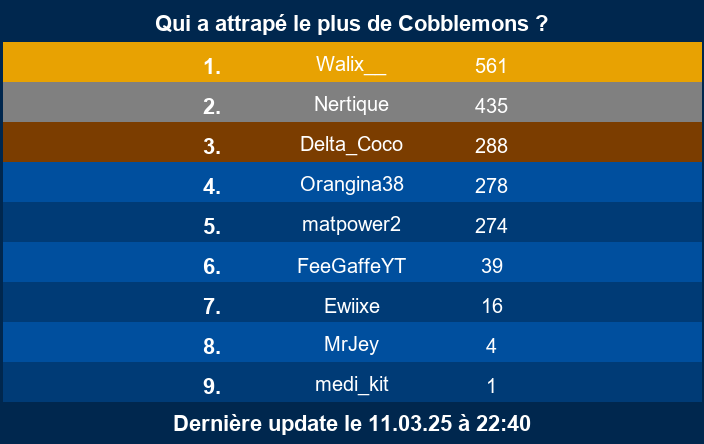 Qui a attrapé le plus de Cobblemons ?
1. Walix__ 561
2. Nertique 435
3. Delta_Coco 288
4. Orangina38 278
5. matpower2 274
6. FeeGaffeYT 39
7. Ewiixe 16
8. MrJey 4
9. medi_kit 1
Dernière update le 11.03.25 à 22:40